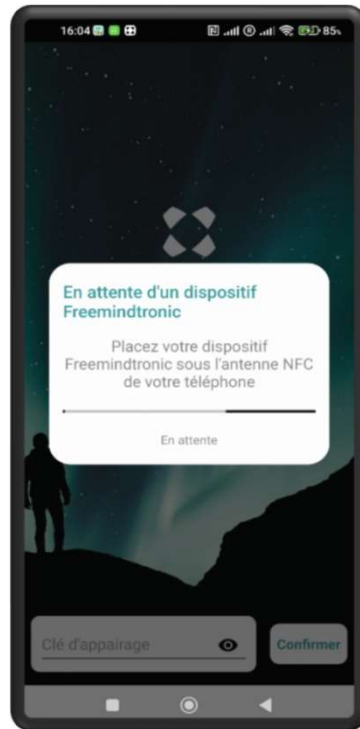 16:04 85%
En attente d'un dispositif
Freemindtronic
Placez votre dispositif
Freemindtronic sous l'antenne NFC
de votre téléphone
En attente
Clé d'appairage
Confirmer